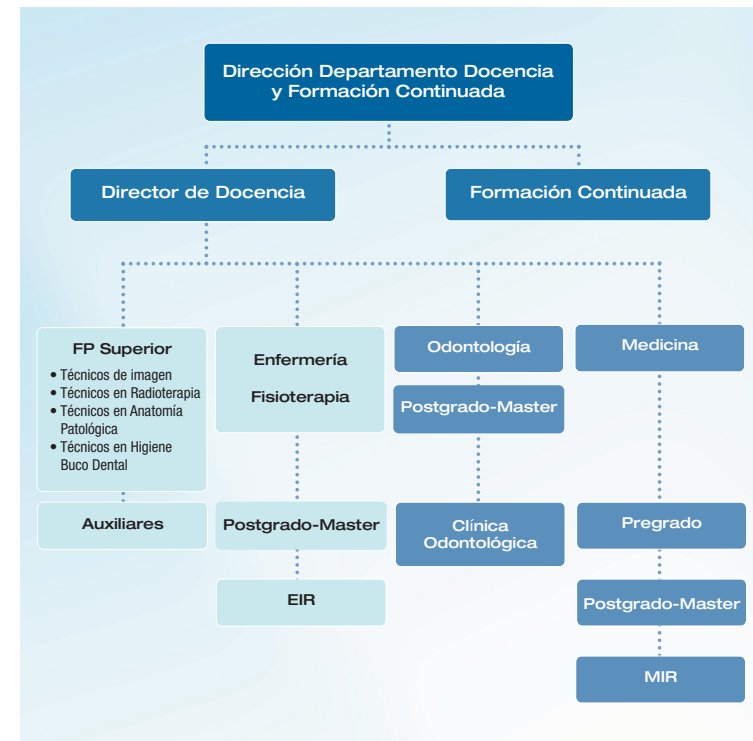 Dirección Departamento Docencia
y Formación Continuada
Director de Docencia
Formación Continuada
FP Superior
• Técnicos de imagen
• Técnicos en Radioterapia
• Técnicos en Anatomía
Patológica
• Técnicos en Higiene
Buco Dental
Auxiliares
Enfermería
Fisioterapia
Postgrado-Master
EIR
Odontología
Postgrado-Master
Clínica
Odontológica
Medicina
Pregrado
Postgrado-Master
MIR